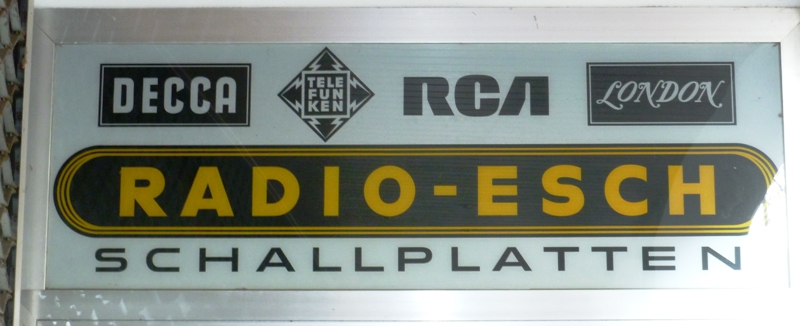 DECCA TELE FUN KEN RCA LONDON
RADIO-ESCH
SCHALLPLATTEN